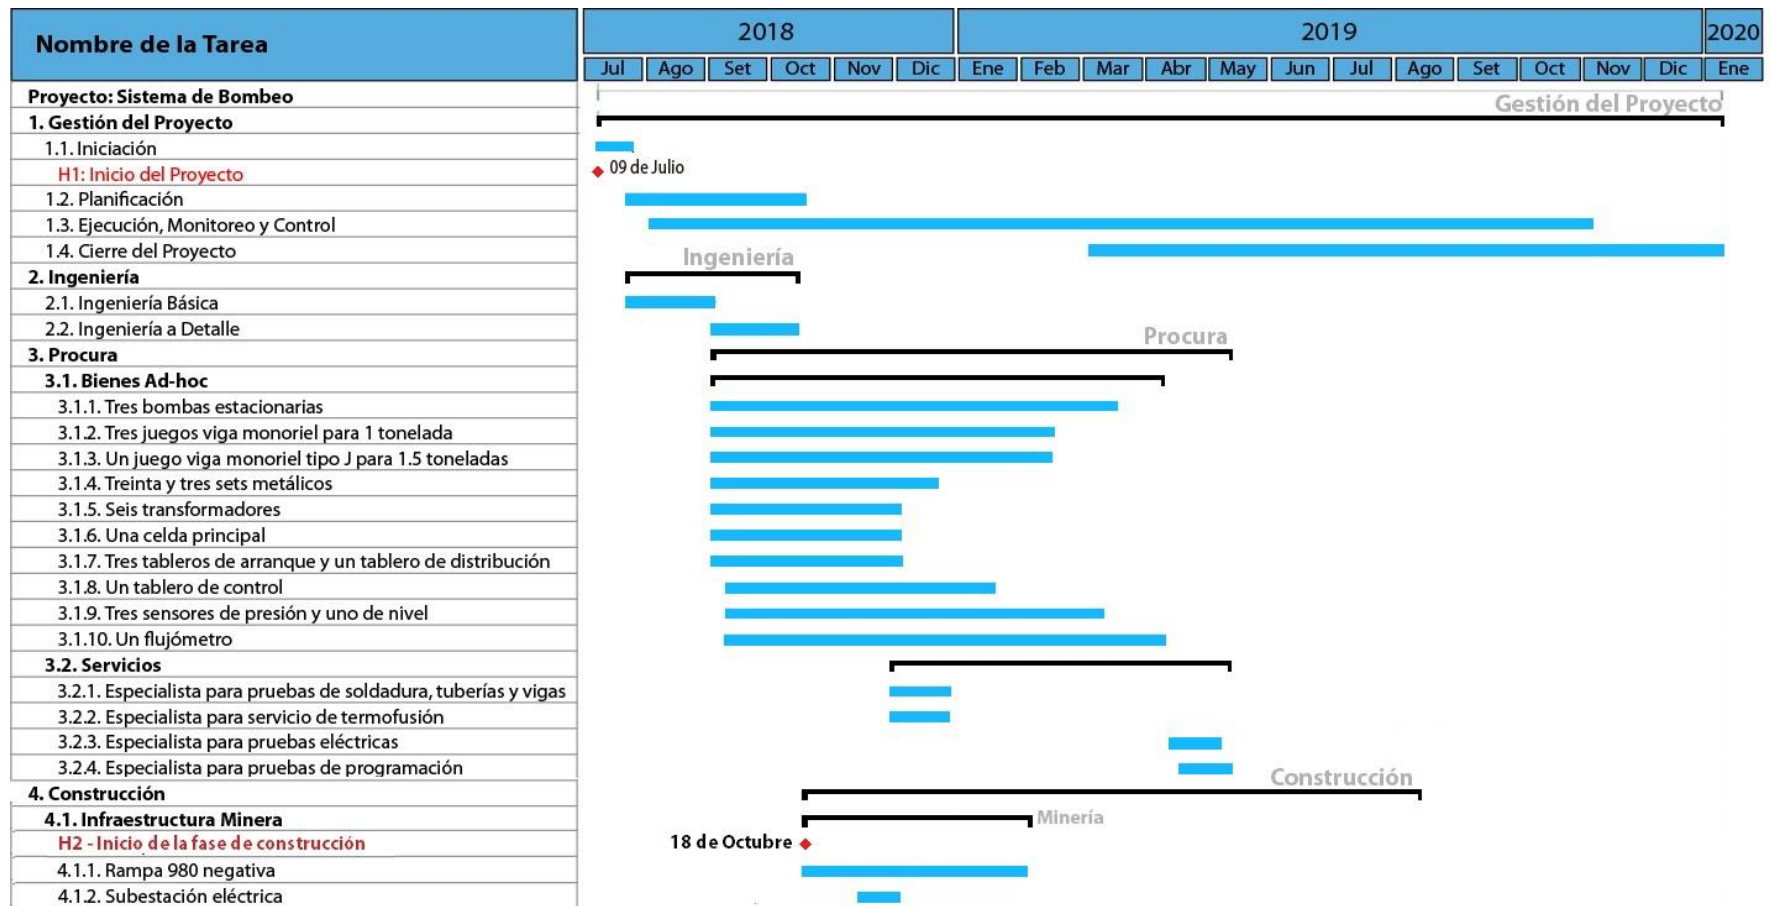 Nombre de la Tarea
2018 2019 2020
Jul Ago Set Oct Nov Dic Ene Feb Mar Abr May Jun Jul Ago Set Oct Nov Dic Ene
Proyecto: Sistema de Bombeo
Gestión del Proyecto
1. Gestión del Proyecto
1.1. Iniciación
H1: Inicio del Proyecto 09 de Julio
1.2. Planificación
1.3. Ejecución, Monitoreo y Control
1.4. Cierre del Proyecto
Ingeniería
2. Ingeniería
2.1. Ingeniería Básica
2.2. Ingeniería a Detalle
Procura
3. Procura
3.1. Bienes Ad-hoc
3.1.1. Tres bombas estacionarias
3.1.2. Tres juegos viga monoriel para 1 tonelada
3.1.3. Un juego viga monoriel tipo J para 1.5 toneladas
3.1.4. Treinta y tres sets metálicos
3.1.5. Seis transformadores
3.1.6. Una celda principal
3.1.7. Tres tableros de arranque y un tablero de distribución
3.1.8. Un tablero de control
3.1.9. Tres sensores de presión y uno de nivel
3.1.10. Un flujómetro
3.2. Servicios
3.2.1. Especialista para pruebas de soldadura, tuberías y vigas
3.2.2. Especialista para servicio de termofusión
3.2.3. Especialista para pruebas eléctricas
3.2.4. Especialista para pruebas de programación
Construcción
4. Construcción
4.1. Infraestructura Minera Minería
H2 - Inicio de la fase de construcción 18 de Octubre
4.1.1. Rampa 980 negativa
4.1.2. Subestación eléctrica